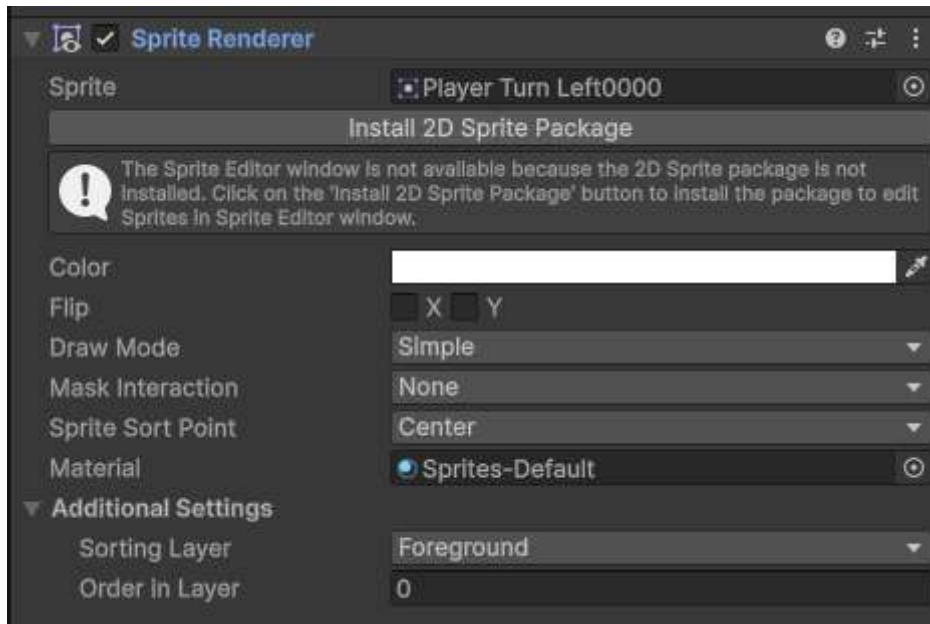 Sprite Renderer
Sprite Player Turn Left0000
Install 2D Sprite Package
The Sprite Editor window is not available because the 2D Sprite package is not
installed. Click on the 'Install 2D Sprite Package' button to install the package to edit
Sprites in Sprite Editor window.
Color
Flip X Y
Draw Mode Simple
Mask Interaction None
Sprite Sort Point Center
Material Sprites-Default
Additional Settings
Sorting Layer Foreground
Order in Layer 0